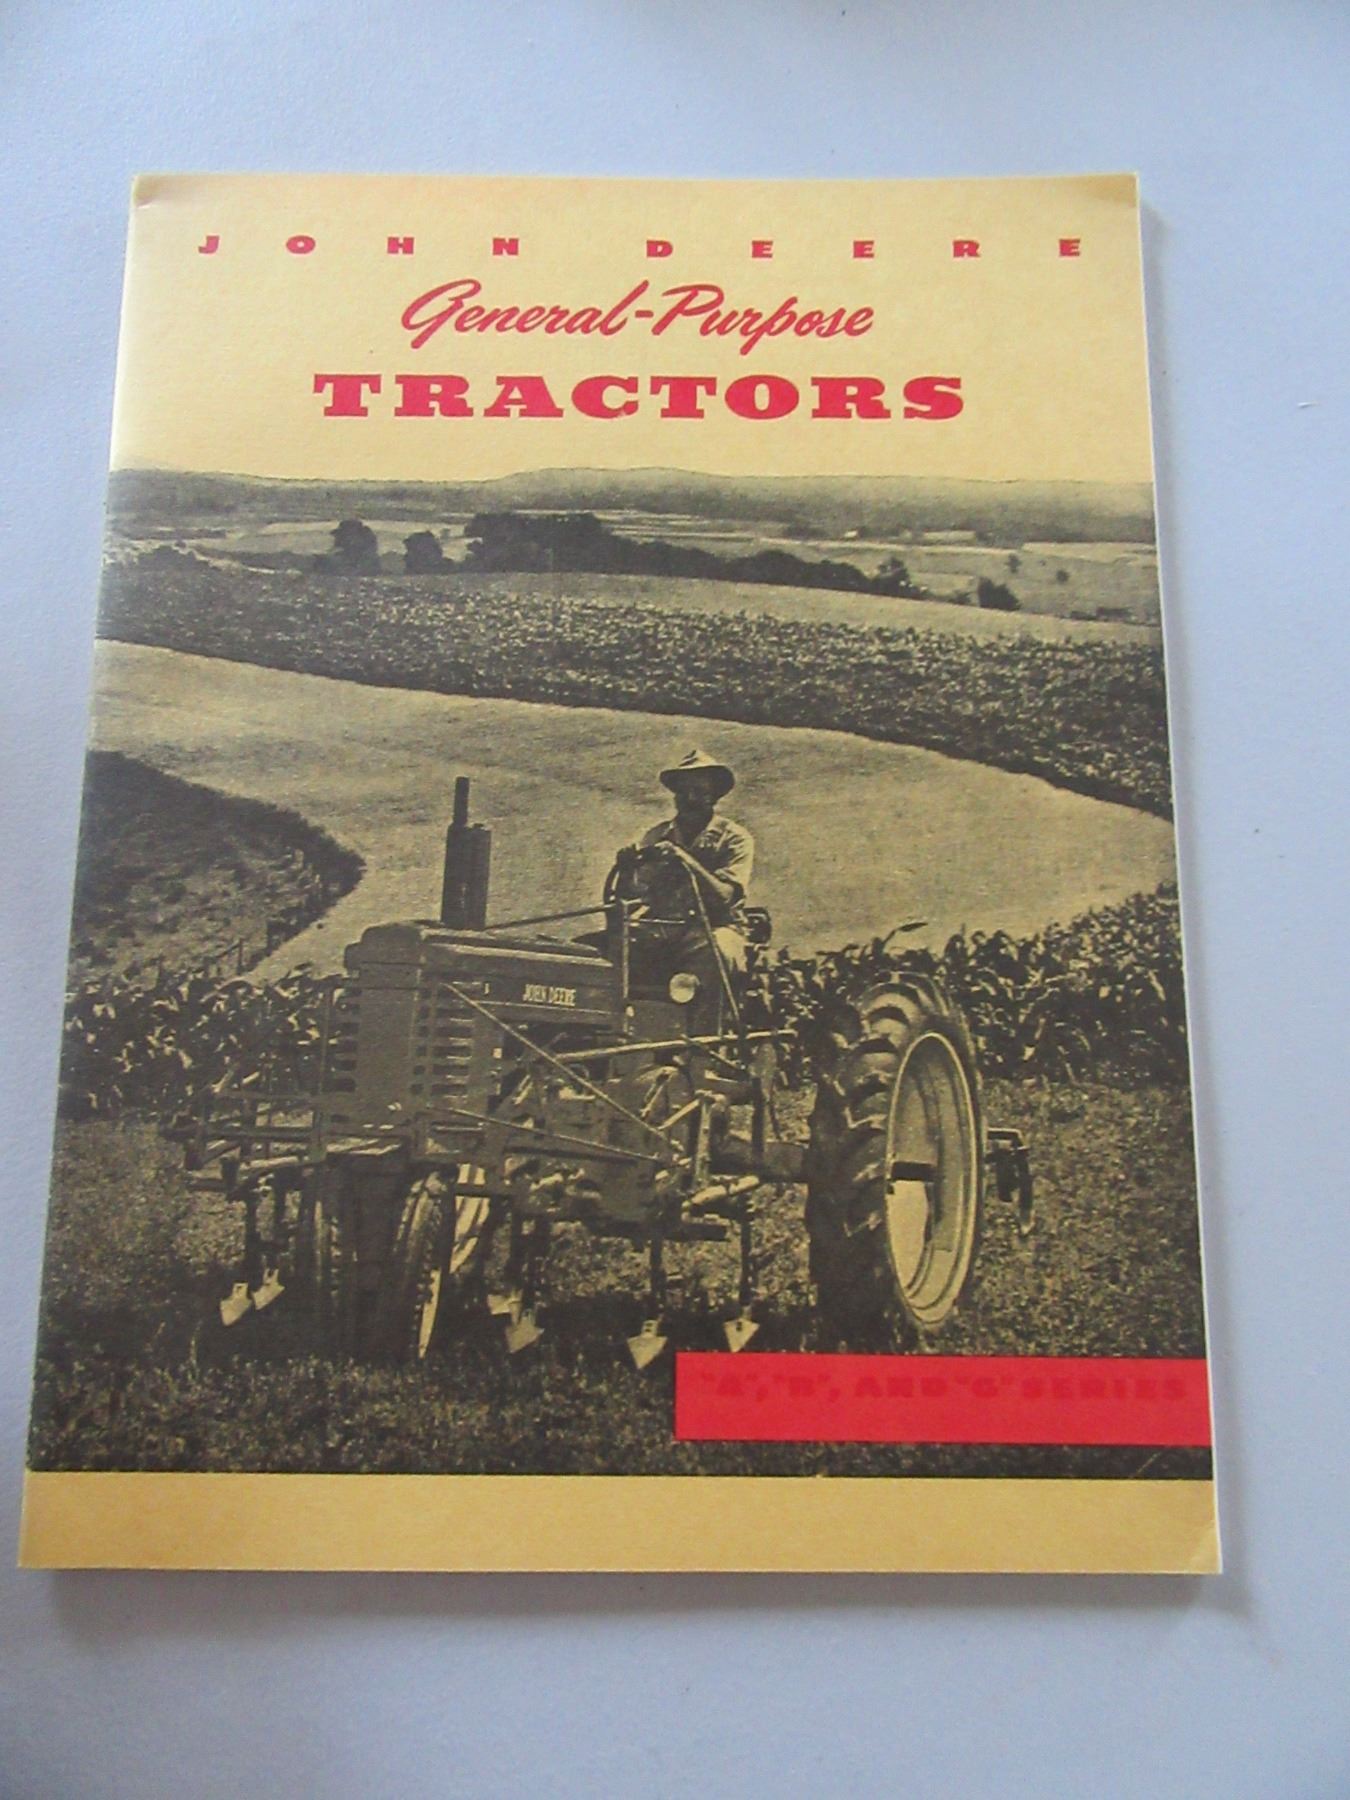 JOHN DEERE
General-Purpose
TRACTORS
JOHN DEERE
"A", "B", AND "G" SERIES